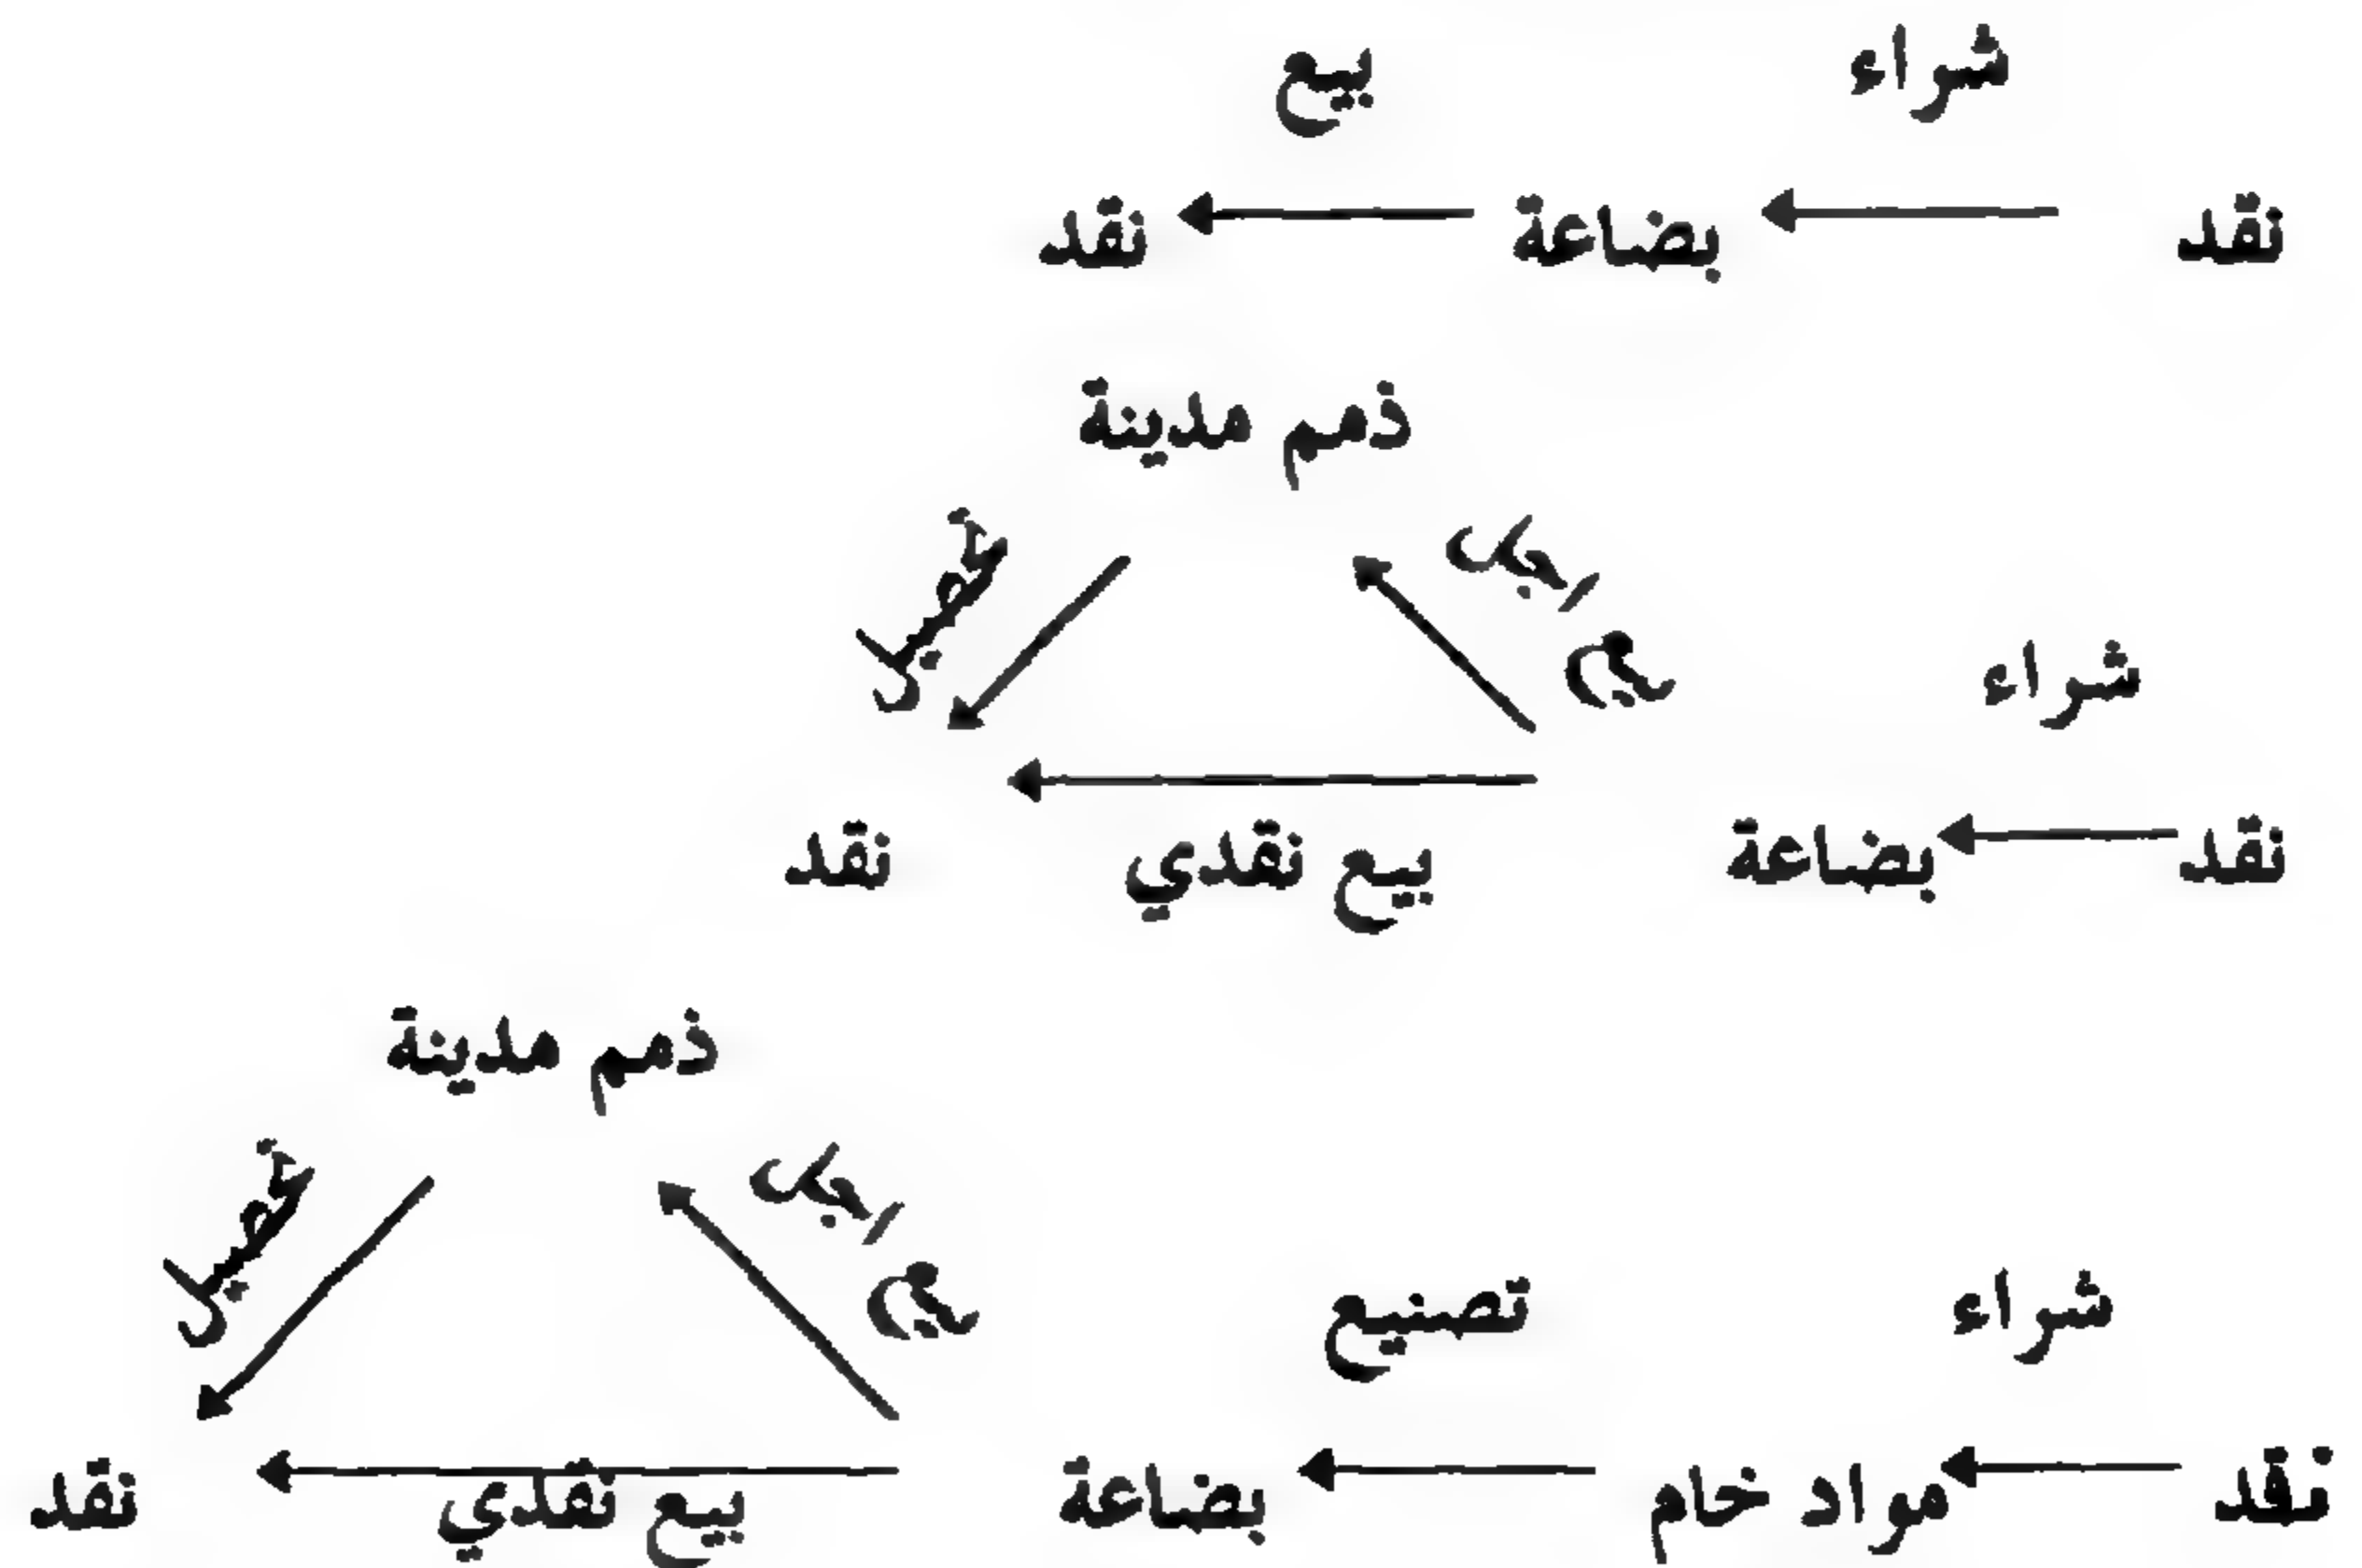 شراء بيع
نقد بضاعة نقد
ذمم مدينة
بيع اجل تحصيل
شراء
نقد بضاعة بيع نقدي نقد
ذمم مدينة
بيع اجل تحصيل
شراء تصنيع
نقد مواد خام بضاعة بيع نقدي نقد